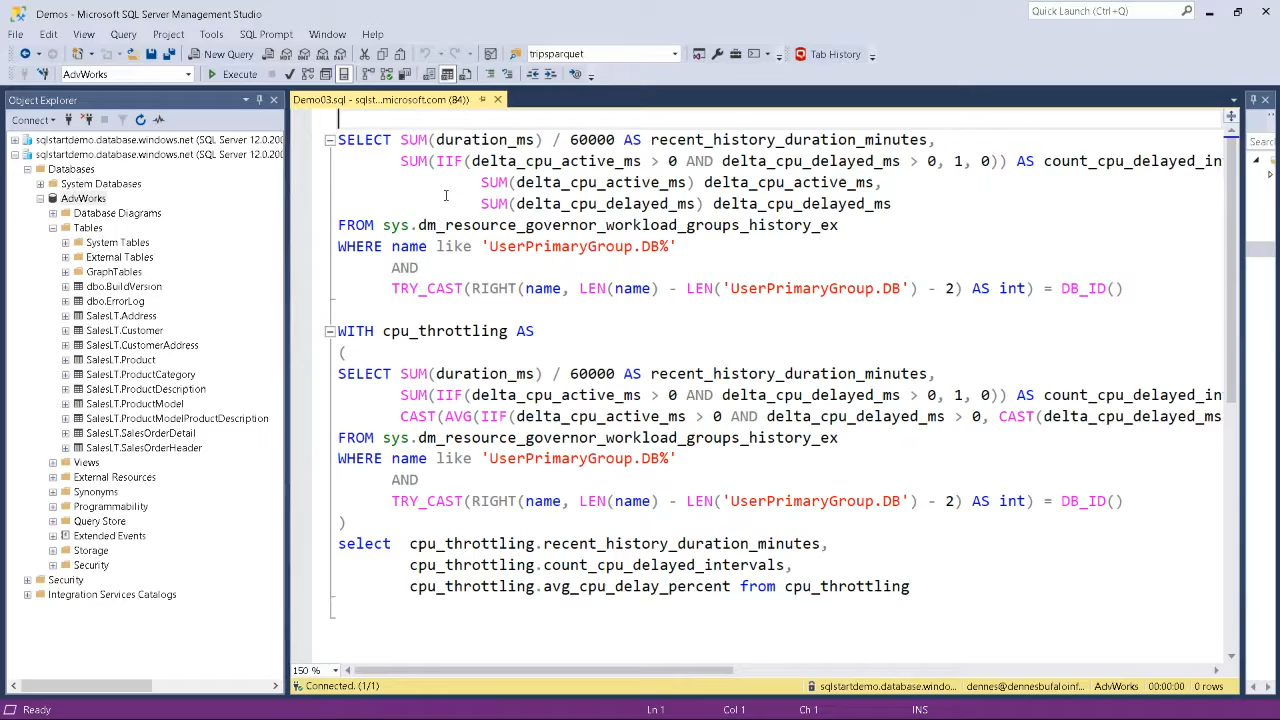 Demos - Microsoft SQL Server Management Studio
Quick Launch (Ctrl+Q)
File Edit View Query Project Tools SQL Prompt Window Help
New Query
tripsparquet
Tab History
AdvWorks
Execute
Object Explorer
Demo03.sql - sqlst...microsoft.com (84))
Connect
sqlstartdemo.database.windows.net (SQL Server 12.0.200
sqlstartdemo.database.windows.net (SQL Server 12.0.200
Databases
System Databases
AdvWorks
Database Diagrams
Tables
System Tables
External Tables
GraphTables
dbo.BuildVersion
dbo.ErrorLog
SalesLT.Address
SalesLT.Customer
SalesLT.CustomerAddress
SalesLT.Product
SalesLT.ProductCategory
SalesLT.ProductDescription
SalesLT.ProductModel
SalesLT.ProductModelProductDescription
SalesLT.SalesOrderDetail
SalesLT.SalesOrderHeader
Views
External Resources
Synonyms
Programmability
Query Store
Extended Events
Storage
Security
Security
Integration Services Catalogs
SELECT SUM(duration_ms) / 60000 AS recent_history_duration_minutes,
SUM(IIF(delta_cpu_active_ms > 0 AND delta_cpu_delayed_ms > 0, 1, 0)) AS count_cpu_delayed_in
SUM(delta_cpu_active_ms) delta_cpu_active_ms,
SUM(delta_cpu_delayed_ms) delta_cpu_delayed_ms
FROM sys.dm_resource_governor_workload_groups_history_ex
WHERE name like 'UserPrimaryGroup.DB%'
AND
TRY_CAST(RIGHT(name, LEN(name) - LEN('UserPrimaryGroup.DB') - 2) AS int) = DB_ID()
WITH cpu_throttling AS
(
SELECT SUM(duration_ms) / 60000 AS recent_history_duration_minutes,
SUM(IIF(delta_cpu_active_ms > 0 AND delta_cpu_delayed_ms > 0, 1, 0)) AS count_cpu_delayed_in
CAST(AVG(IIF(delta_cpu_active_ms > 0 AND delta_cpu_delayed_ms > 0, CAST(delta_cpu_delayed_ms
FROM sys.dm_resource_governor_workload_groups_history_ex
WHERE name like 'UserPrimaryGroup.DB%'
AND
TRY_CAST(RIGHT(name, LEN(name) - LEN('UserPrimaryGroup.DB') - 2) AS int) = DB_ID()
)
select cpu_throttling.recent_history_duration_minutes,
cpu_throttling.count_cpu_delayed_intervals,
cpu_throttling.avg_cpu_delay_percent from cpu_throttling
Searc
150 %
Connected. (1/1)
sqlstartdemo.database.windo... dennes@dennesbufaloinf... AdvWorks 00:00:00 0 rows
Ready
Ln 1 Col 1 Ch 1 INS